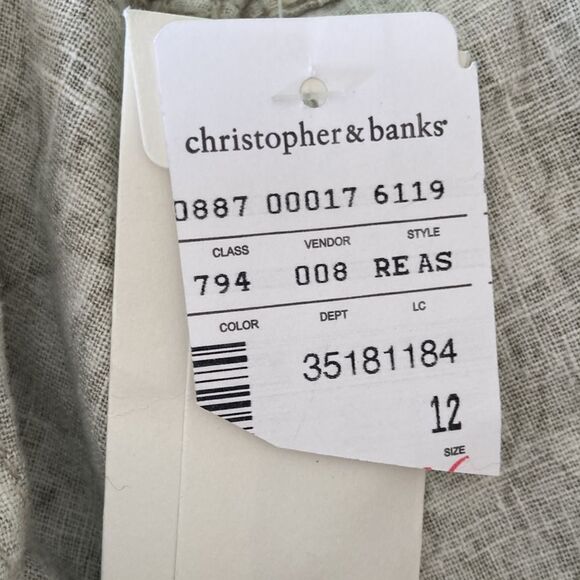 christopher & banks
0887 00017 6119
CLASS VENDOR STYLE
794 008 RE AS
COLOR DEPT LC
35181184
12
SIZE